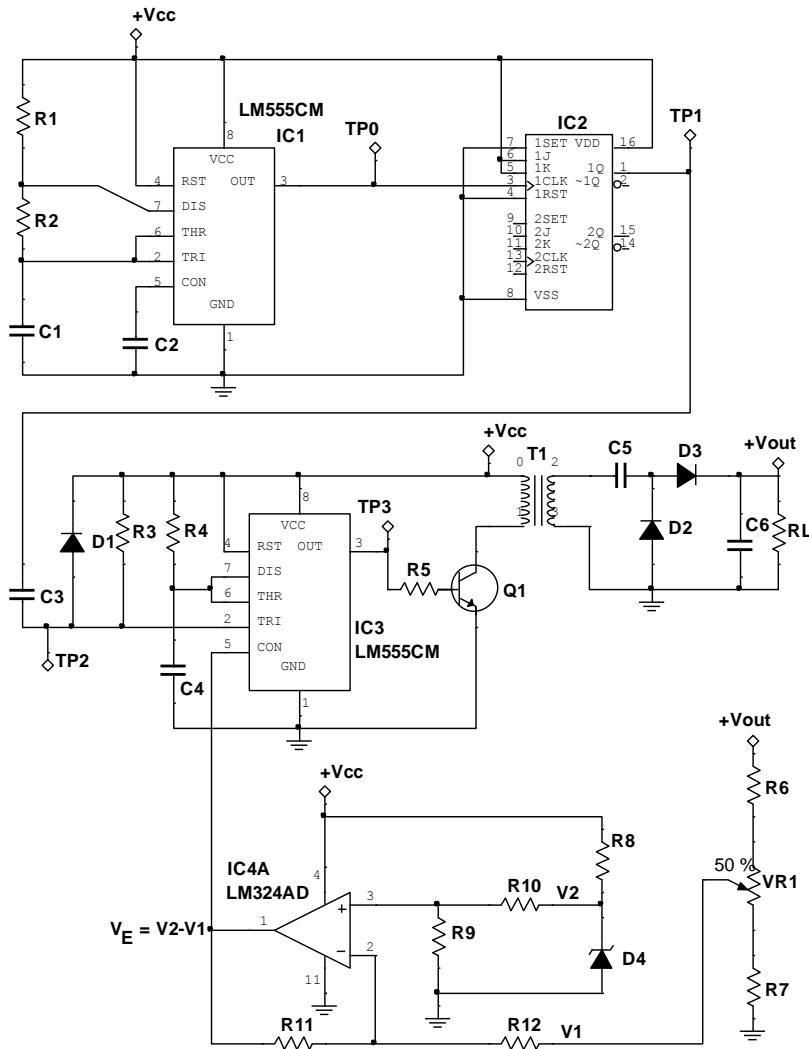 +Vcc
R1
R2
C1
C2
LM555CM
IC1
8
VCC
4 RST OUT 3
7 DIS
6 THR
2 TRI
5 CON
GND
1
TP0
IC2
TP1
7 1SET VDD 16
6 1J
5 1K 1Q 1
3 1CLK ~1Q 2
4 1RST
9 2SET
10 2J 2Q 15
11 2K ~2Q 14
13 2CLK
12 2RST
8 VSS
+Vcc
T1
0 2
1 3
C5
D3
+Vout
D2
C6
RL
D1
R3
R4
8
VCC
4 RST OUT 3
7 DIS
6 THR
2 TRI
5 CON
GND
1
TP3
R5
Q1
IC3
LM555CM
C3
TP2
C4
+Vout
R6
50 %
VR1
R7
+Vcc
IC4A
LM324AD
4
3
+
1
2
−
11
VE = V2-V1
R8
R10
V2
R9
D4
R11
R12
V1